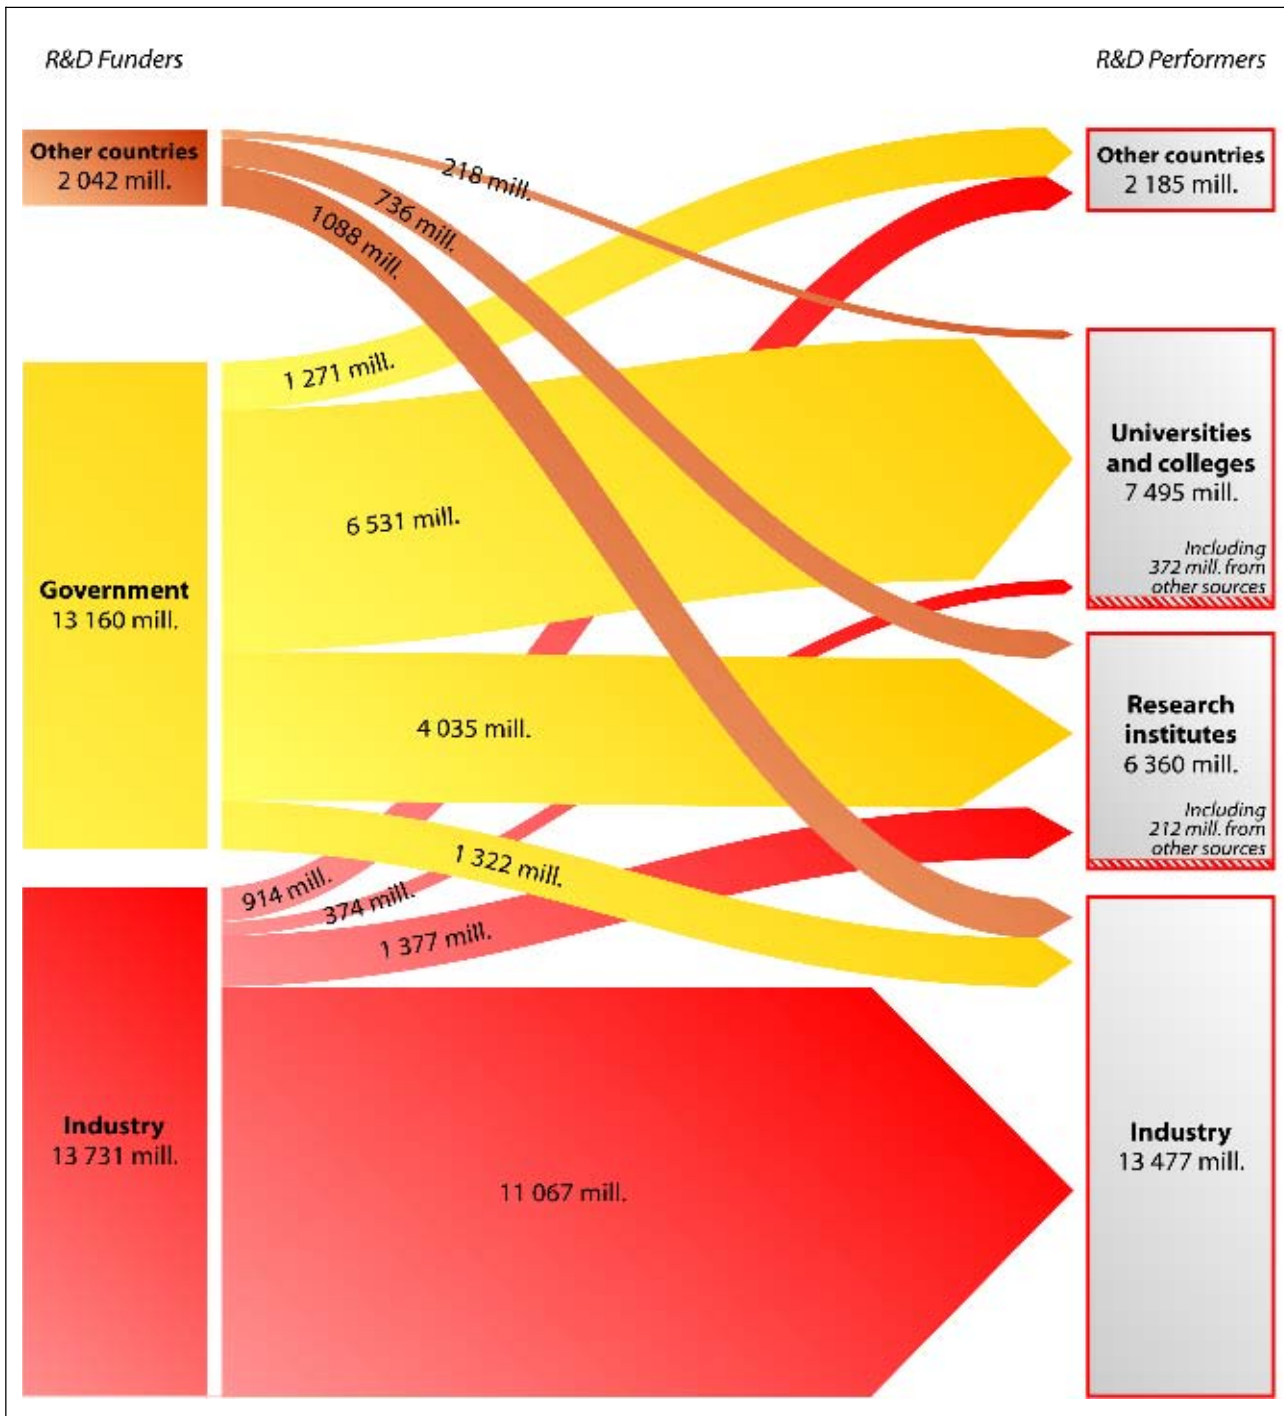 R&D Funders
R&D Performers
Other countries
2 042 mill.
218 mill.
736 mill.
1088 mill.
Other countries
2 185 mill.
1 271 mill.
Universities
and colleges
7 495 mill.
Including
372 mill. from
other sources
6 531 mill.
Government
13 160 mill.
4 035 mill.
Research
institutes
6 360 mill.
Including
212 mill. from
other sources
1 322 mill.
914 mill.
374 mill.
1 377 mill.
Industry
13 731 mill.
11 067 mill.
Industry
13 477 mill.